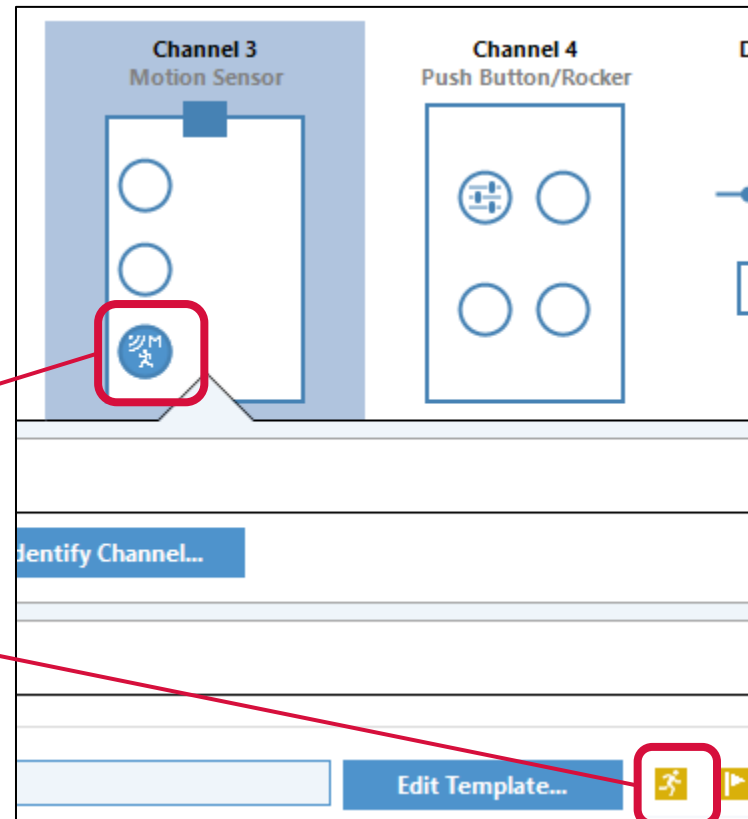 Channel 3
Motion Sensor
Channel 4
Push Button/Rocker
D
M
dentify Channel...
Edit Template...